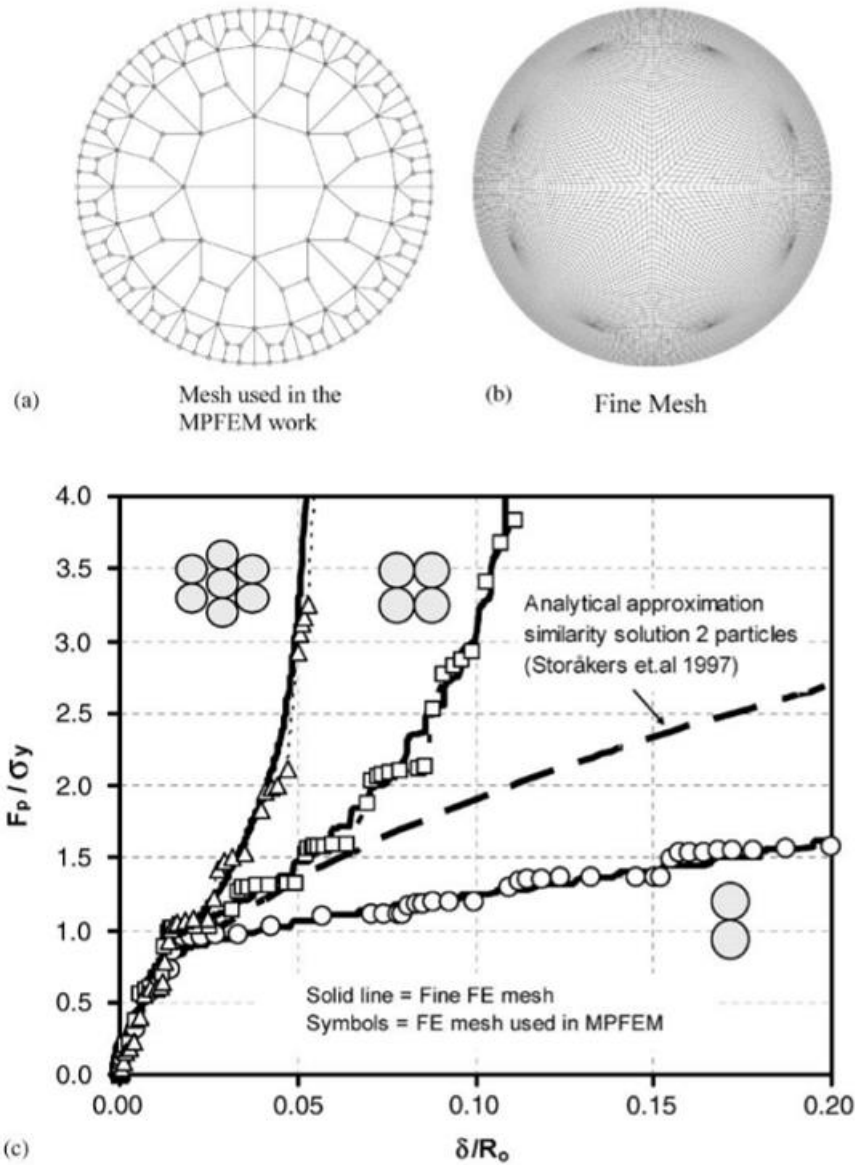 (a)
Mesh used in the
MPFEM work
(b)
Fine Mesh
4.0
3.5
3.0
2.5
2.0
1.5
1.0
0.5
0.0
Fₚ / σy
Analytical approximation
similarity solution 2 particles
(Storåkers et.al 1997)
Solid line = Fine FE mesh
Symbols = FE mesh used in MPFEM
0.00 0.05 0.10 0.15 0.20
(c)
δ/Rₒ